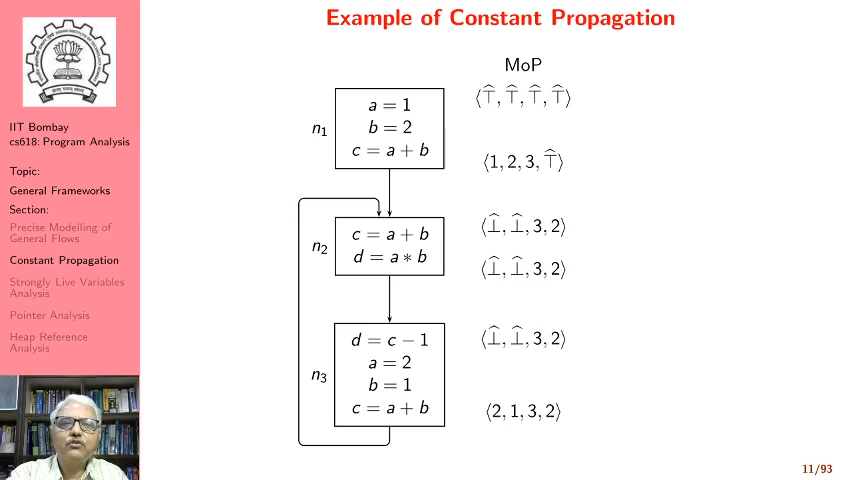 Example of Constant Propagation
IIT Bombay
cs618: Program Analysis
Topic:
General Frameworks
Section:
Precise Modelling of
General Flows
Constant Propagation
Strongly Live Variables
Analysis
Pointer Analysis
Heap Reference
Analysis
MoP
n₁
a = 1
b = 2
c = a + b
⟨⊤̂, ⊤̂, ⊤̂, ⊤̂⟩
⟨1, 2, 3, ⊤̂⟩
n₂
c = a + b
d = a ∗ b
⟨⊥̂, ⊥̂, 3, 2⟩
⟨⊥̂, ⊥̂, 3, 2⟩
n₃
d = c − 1
a = 2
b = 1
c = a + b
⟨⊥̂, ⊥̂, 3, 2⟩
⟨2, 1, 3, 2⟩
11/93